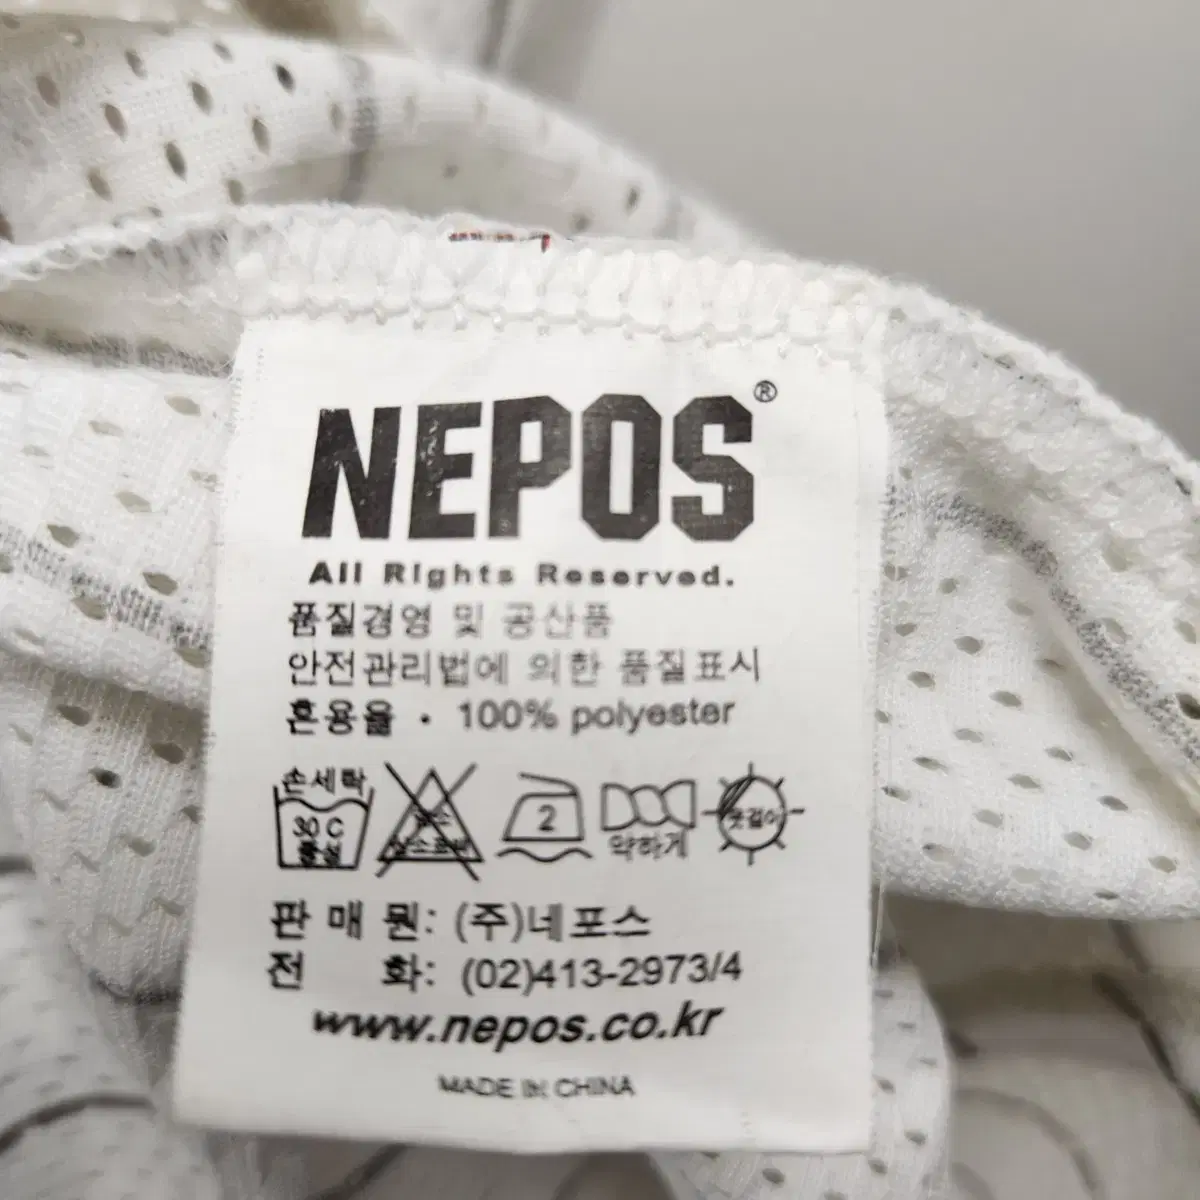 NEPOS®
All Rights Reserved.
품질경영 및 공산품
안전관리법에 의한 품질표시
혼용율 · 100% polyester
손세탁
30 C
중성
2
약하게
옷걸이
판 매 원: (주)네포스
전 화: (02)413-2973/4
www.nepos.co.kr
MADE IN CHINA